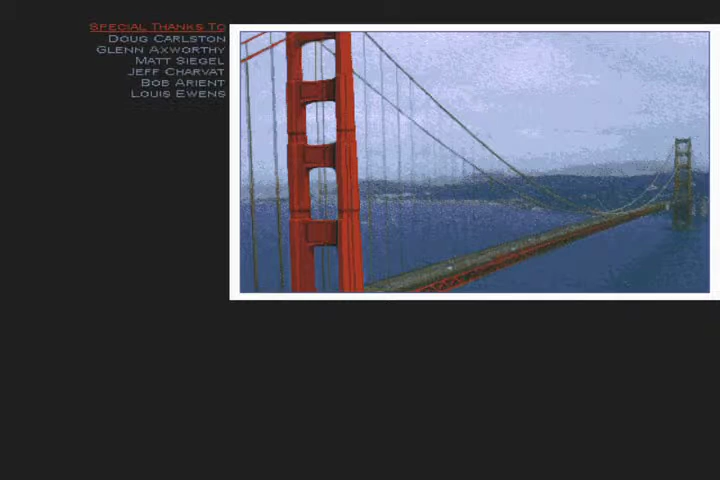 Special Thanks To
Doug Carlston
Glenn Axworthy
Matt Siegel
Jeff Charvat
Bob Arient
Louis Ewens